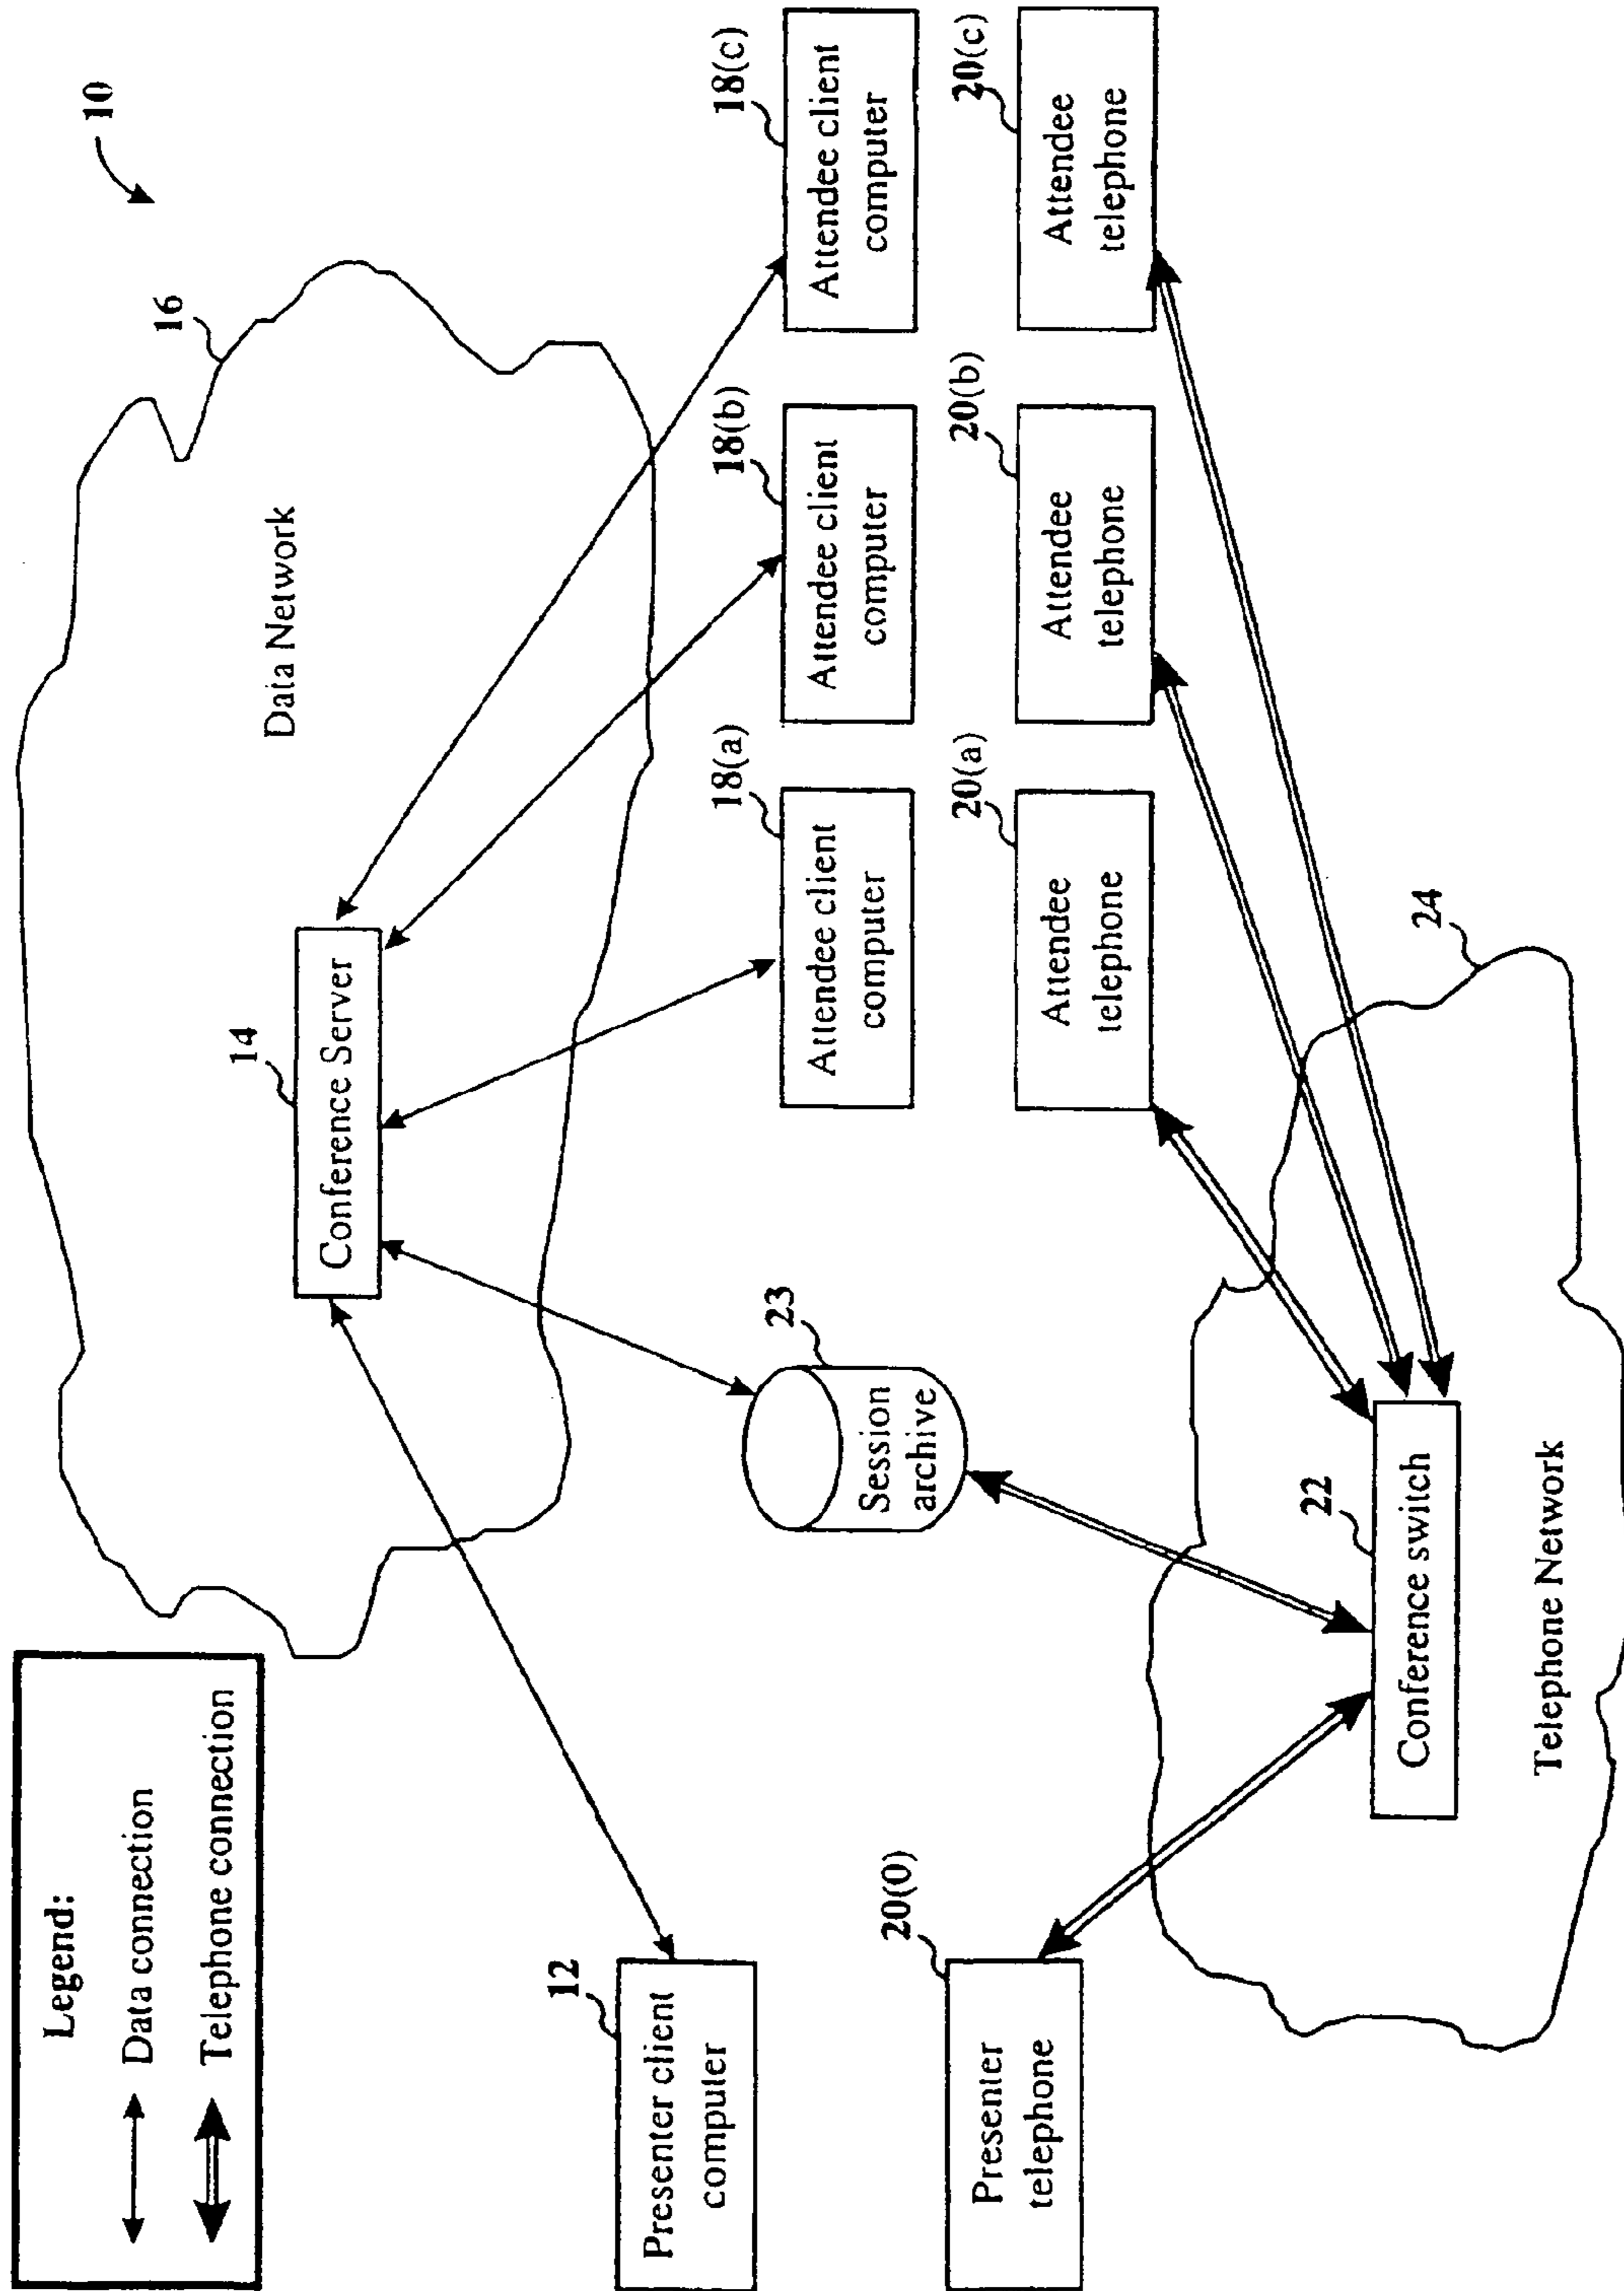 Legend:
Data connection
Telephone connection
10
16
Data Network
14
Conference Server
12
Presenter client
computer
23
Session
archive
18(a)
Attendee client
computer
18(b)
Attendee client
computer
18(c)
Attendee client
computer
20(0)
Presenter
telephone
20(a)
Attendee
telephone
20(b)
Attendee
telephone
20(c)
Attendee
telephone
24
22
Conference switch
Telephone Network